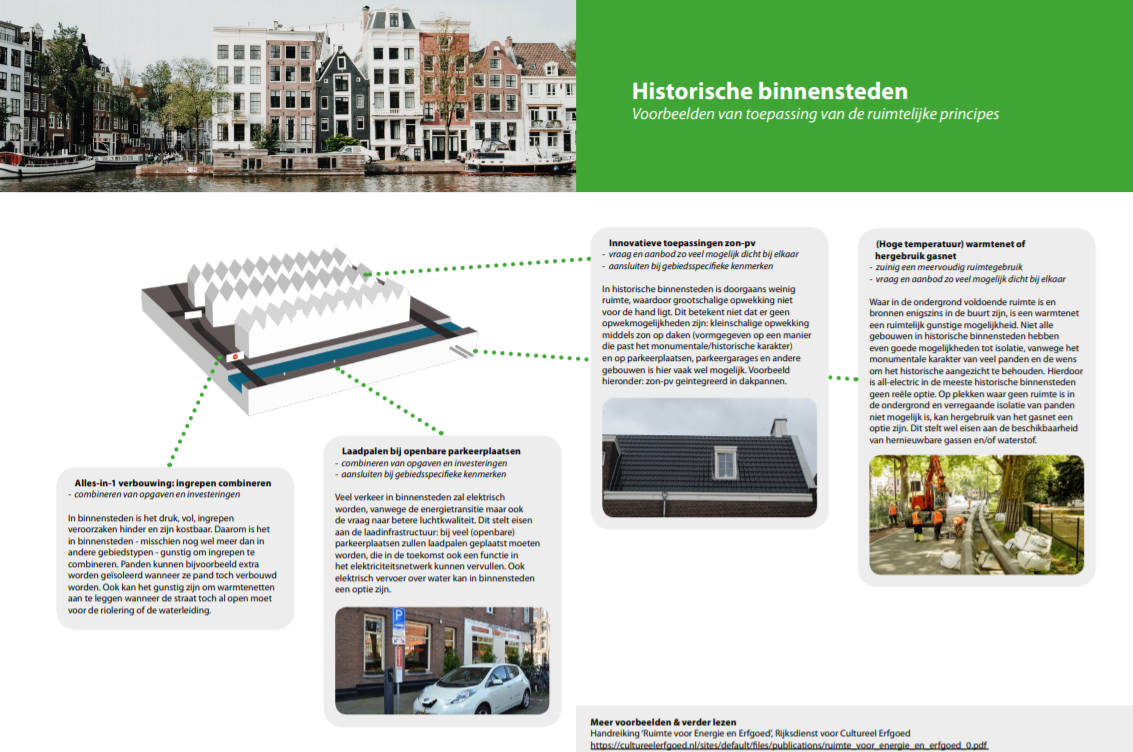 Historische binnensteden
Voorbeelden van toepassing van de ruimtelijke principes
Innovatieve toepassingen zon-pv
- vraag en aanbod zo veel mogelijk dicht bij elkaar
- aansluiten bij gebiedsspecifieke kenmerken
In historische binnensteden is doorgaans weinig
ruimte, waardoor grootschalige opwekking niet
voor de hand ligt. Dit betekent niet dat er geen
opwekmogelijkheden zijn: kleinschalige opwekking
middels zon op daken (vormgegeven op een manier
die past het monumentale/historische karakter)
en op parkeerplaatsen, parkeergarages en andere
gebouwen is hier vaak wel mogelijk. Voorbeeld
hieronder: zon-pv geintegreerd in dakpannen.
(Hoge temperatuur) warmtenet of
hergebruik gasnet
- zuinig een meervoudig ruimtegebruik
- vraag en aanbod zo veel mogelijk dicht bij elkaar
Waar in de ondergrond voldoende ruimte is en
bronnen enigszins in de buurt zijn, is een warmtenet
een ruimtelijk gunstige mogelijkheid. Niet alle
gebouwen in historische binnensteden hebben
even goede mogelijkheden tot isolatie, vanwege het
monumentale karakter van veel panden en de wens
om het historische aangezicht te behouden. Hierdoor
is all-electric in de meeste historische binnensteden
geen reële optie. Op plekken waar geen ruimte is in
de ondergrond en verregaande isolatie van panden
niet mogelijk is, kan hergebruik van het gasnet een
optie zijn. Dit stelt wel eisen aan de beschikbaarheid
van hernieuwbare gassen en/of waterstof.
Laadpalen bij openbare parkeerplaatsen
- combineren van opgaven en investeringen
- aansluiten bij gebiedsspecifieke kenmerken
Veel verkeer in binnensteden zal elektrisch
worden, vanwege de energietransitie maar ook
de vraag naar betere luchtkwaliteit. Dit stelt eisen
aan de laadinfrastructuur: bij veel (openbare)
parkeerplaatsen zullen laadpalen geplaatst moeten
worden, die in de toekomst ook een functie in
het elektriciteitsnetwerk kunnen vervullen. Ook
elektrisch vervoer over water kan in binnensteden
een optie zijn.
P
Alles-in-1 verbouwing: ingrepen combineren
- combineren van opgaven en investeringen
In binnensteden is het druk, vol, ingrepen
veroorzaken hinder en zijn kostbaar. Daarom is het
in binnensteden - misschien nog wel meer dan in
andere gebiedstypen - gunstig om ingrepen te
combineren. Panden kunnen bijvoorbeeld extra
worden geïsoleerd wanneer ze pand toch verbouwd
worden. Ook kan het gunstig zijn om warmtenetten
aan te leggen wanneer de straat toch al open moet
voor de riolering of de waterleiding.
Meer voorbeelden & verder lezen
Handreiking 'Ruimte voor Energie en Erfgoed', Rijksdienst voor Cultureel Erfgoed
https://cultureelerfgoed.nl/sites/default/files/publications/ruimte_voor_energie_en_erfgoed_0.pdf